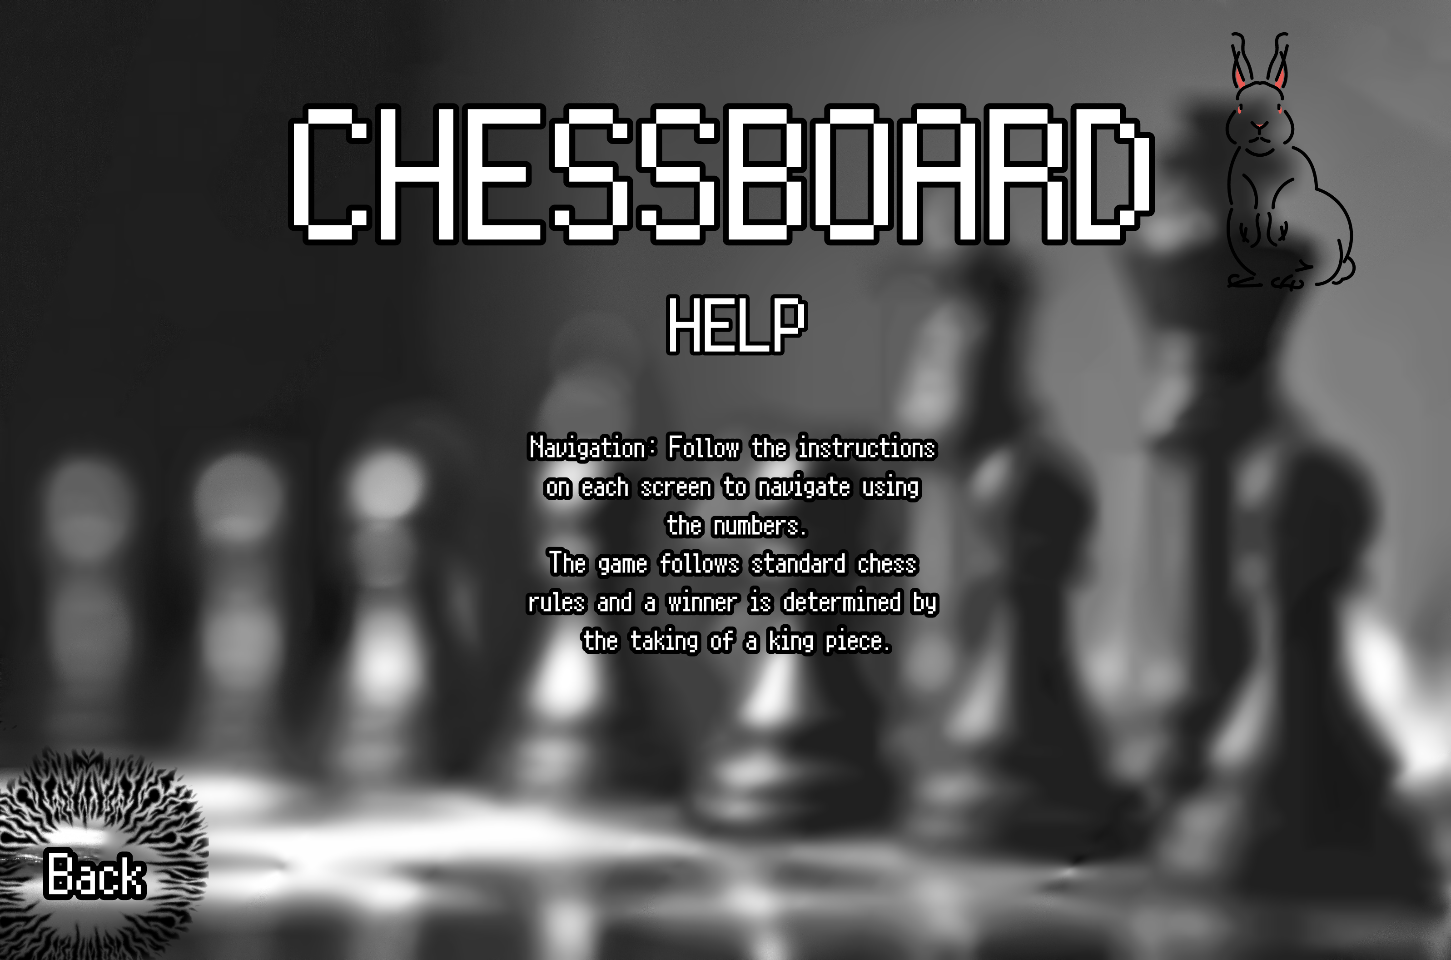 CHESSBOARD
HELP
Navigation: Follow the instructions
on each screen to navigate using
the numbers.
The game follows standard chess
rules and a winner is determined by
the taking of a king piece.
Back